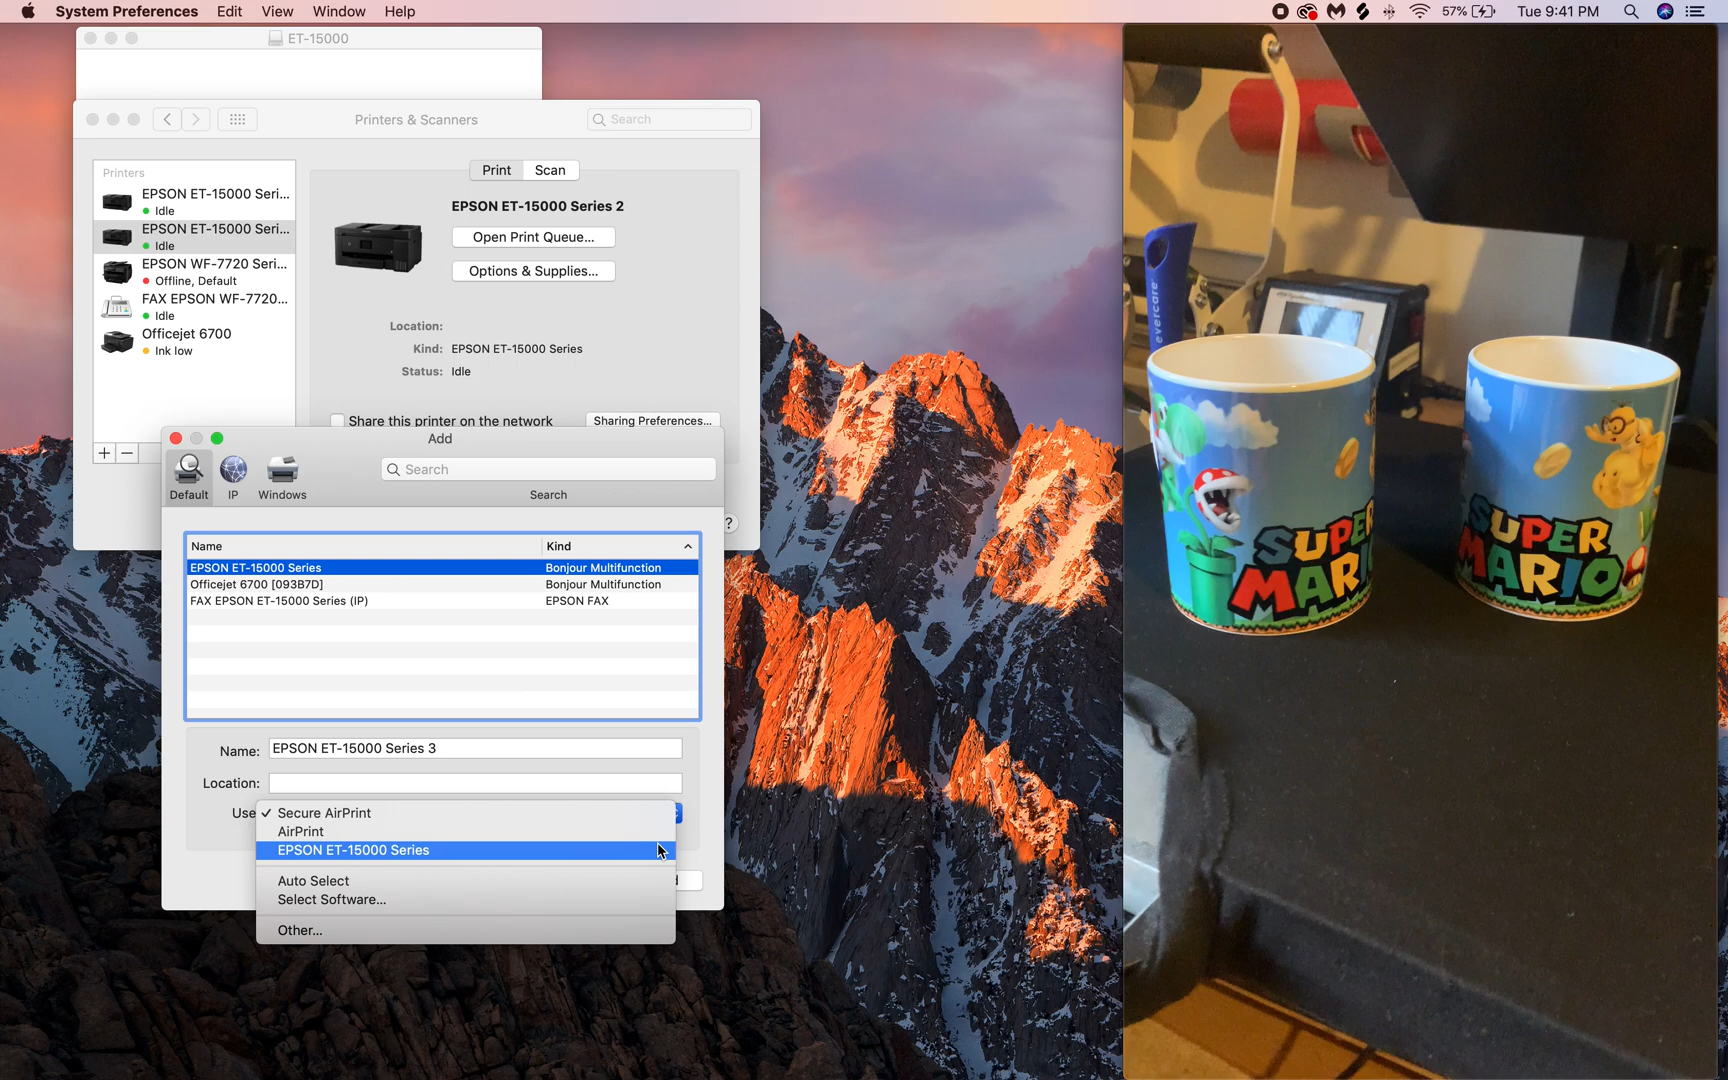 System Preferences Edit View Window Help 57% Tue 9:41 PM
ET-15000
Printers & Scanners Search
Printers
EPSON ET-15000 Seri...
Idle
EPSON ET-15000 Seri...
Idle
EPSON WF-7720 Seri...
Offline, Default
FAX EPSON WF-7720...
Idle
Officejet 6700
Ink low
+ −
Print Scan
EPSON ET-15000 Series 2
Open Print Queue...
Options & Supplies...
Location:
Kind: EPSON ET-15000 Series
Status: Idle
Share this printer on the network Sharing Preferences...
?
Add
Default IP Windows
Search
Search
Name Kind
EPSON ET-15000 Series Bonjour Multifunction
Officejet 6700 [093B7D] Bonjour Multifunction
FAX EPSON ET-15000 Series (IP) EPSON FAX
Name: EPSON ET-15000 Series 3
Location:
Use
✓ Secure AirPrint
AirPrint
EPSON ET-15000 Series
Auto Select
Select Software...
Other...
evercare
SUPER
MARIO
SUPER
MARIO